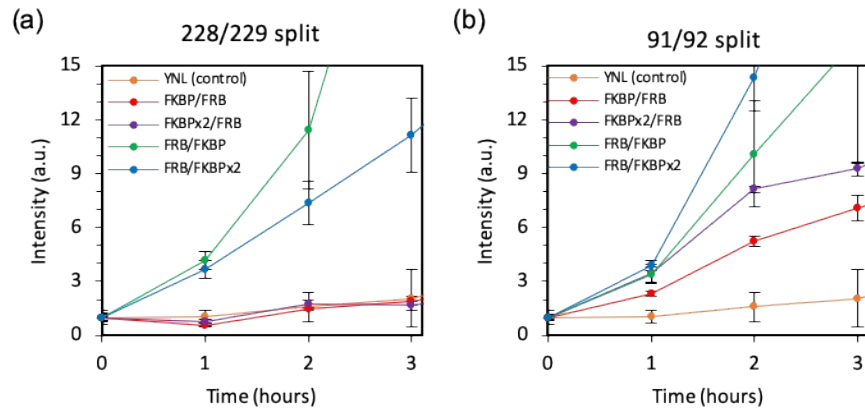 (a)
228/229 split
Intensity (a.u.)
15
12
9
6
3
0
YNL (control)
FKBP/FRB
FKBPx2/FRB
FRB/FKBP
FRB/FKBPx2
0 1 2 3
Time (hours)
(b)
91/92 split
Intensity (a.u.)
15
12
9
6
3
0
YNL (control)
FKBP/FRB
FKBPx2/FRB
FRB/FKBP
FRB/FKBPx2
0 1 2 3
Time (hours)